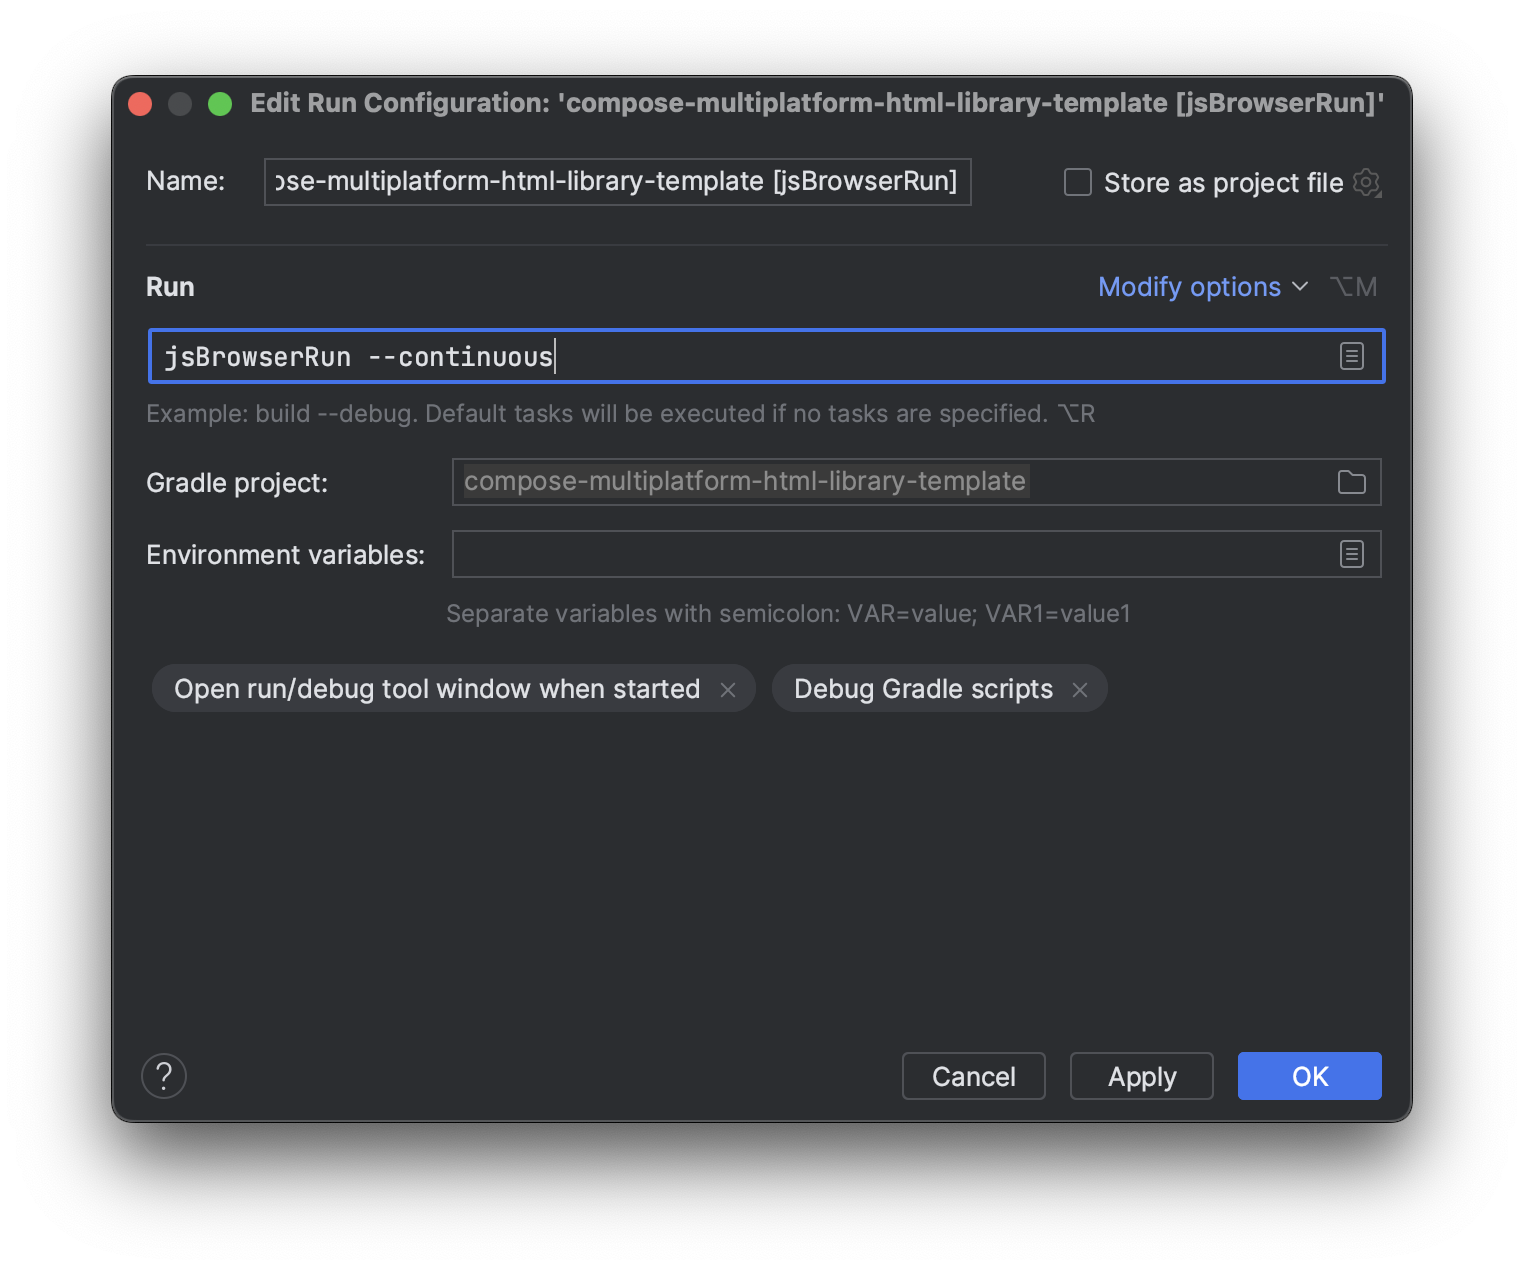 Edit Run Configuration: 'compose-multiplatform-html-library-template [jsBrowserRun]'
Name: ose-multiplatform-html-library-template [jsBrowserRun] Store as project file
Run Modify options ⌥M
jsBrowserRun --continuous
Example: build --debug. Default tasks will be executed if no tasks are specified. ⌥R
Gradle project: compose-multiplatform-html-library-template
Environment variables:
Separate variables with semicolon: VAR=value; VAR1=value1
Open run/debug tool window when started × Debug Gradle scripts ×
? Cancel Apply OK